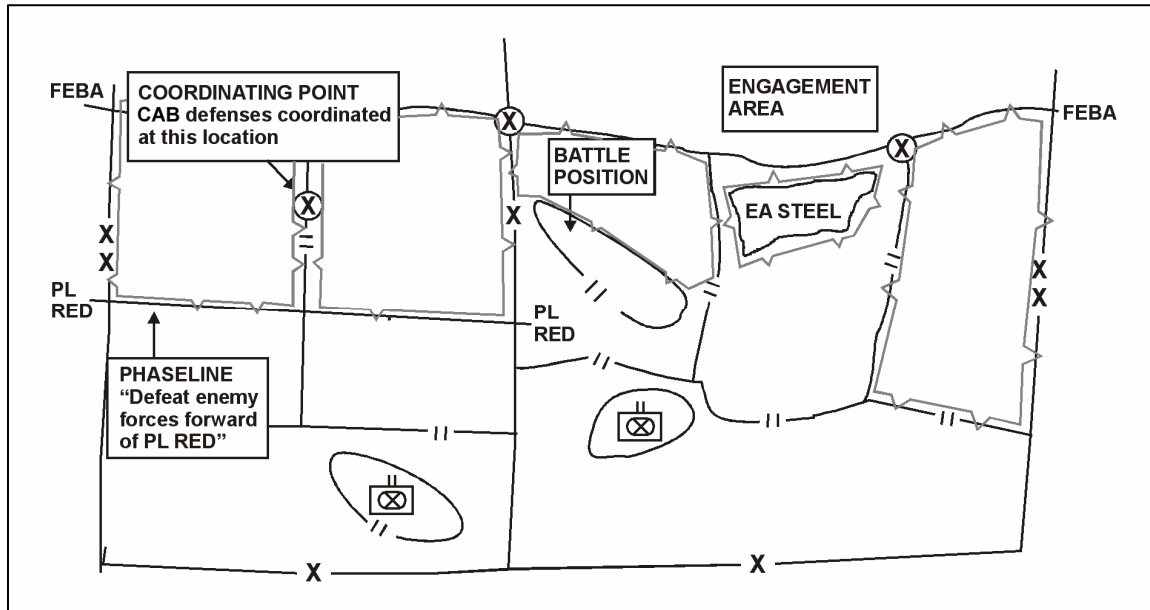 FEBA
COORDINATING POINT
CAB defenses coordinated
at this location
X
ENGAGEMENT
AREA
FEBA
X
BATTLE
POSITION
X
EA STEEL
X
X
X
X
X
X
PL
RED
PL
RED
PHASELINE
“Defeat enemy
forces forward
of PL RED”
X
X